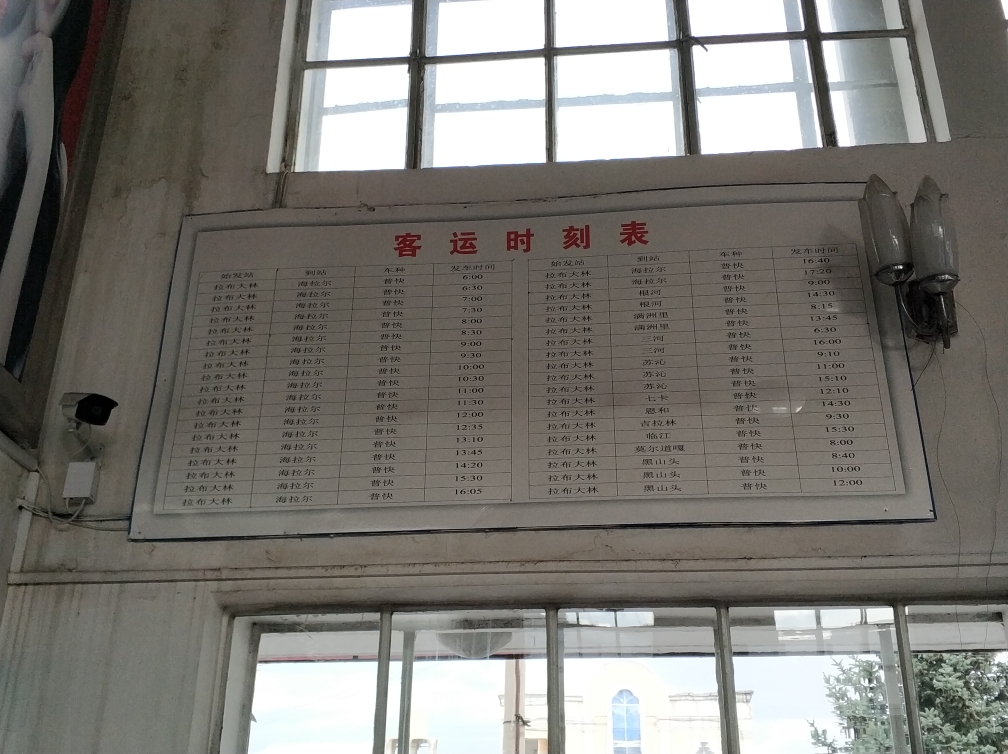 客运时刻表
始发站 到站 车种 发车时间
拉布大林 海拉尔 普快 6:00
拉布大林 海拉尔 普快 6:30
拉布大林 海拉尔 普快 7:00
拉布大林 海拉尔 普快 7:30
拉布大林 海拉尔 普快 8:00
拉布大林 海拉尔 普快 8:30
拉布大林 海拉尔 普快 9:00
拉布大林 海拉尔 普快 9:30
拉布大林 海拉尔 普快 10:00
拉布大林 海拉尔 普快 10:30
拉布大林 海拉尔 普快 11:00
拉布大林 海拉尔 普快 11:30
拉布大林 海拉尔 普快 12:00
拉布大林 海拉尔 普快 12:35
拉布大林 海拉尔 普快 13:10
拉布大林 海拉尔 普快 13:45
拉布大林 海拉尔 普快 14:20
拉布大林 海拉尔 普快 15:30
拉布大林 海拉尔 普快 16:05
始发站 到站 车种 发车时间
拉布大林 海拉尔 普快 16:40
拉布大林 海拉尔 普快 17:20
拉布大林 根河 普快 9:00
拉布大林 根河 普快 14:30
拉布大林 满洲里 普快 8:15
拉布大林 满洲里 普快 13:45
拉布大林 三河 普快 6:30
拉布大林 三河 普快 16:00
拉布大林 苏沁 普快 9:10
拉布大林 苏沁 普快 11:00
拉布大林 苏沁 普快 15:10
拉布大林 七卡 普快 12:10
拉布大林 恩和 普快 14:30
拉布大林 吉拉林 普快 9:30
拉布大林 临江 普快 15:30
拉布大林 莫尔道嘎 普快 8:00
拉布大林 黑山头 普快 8:40
拉布大林 黑山头 普快 10:00
拉布大林 黑山头 普快 12:00